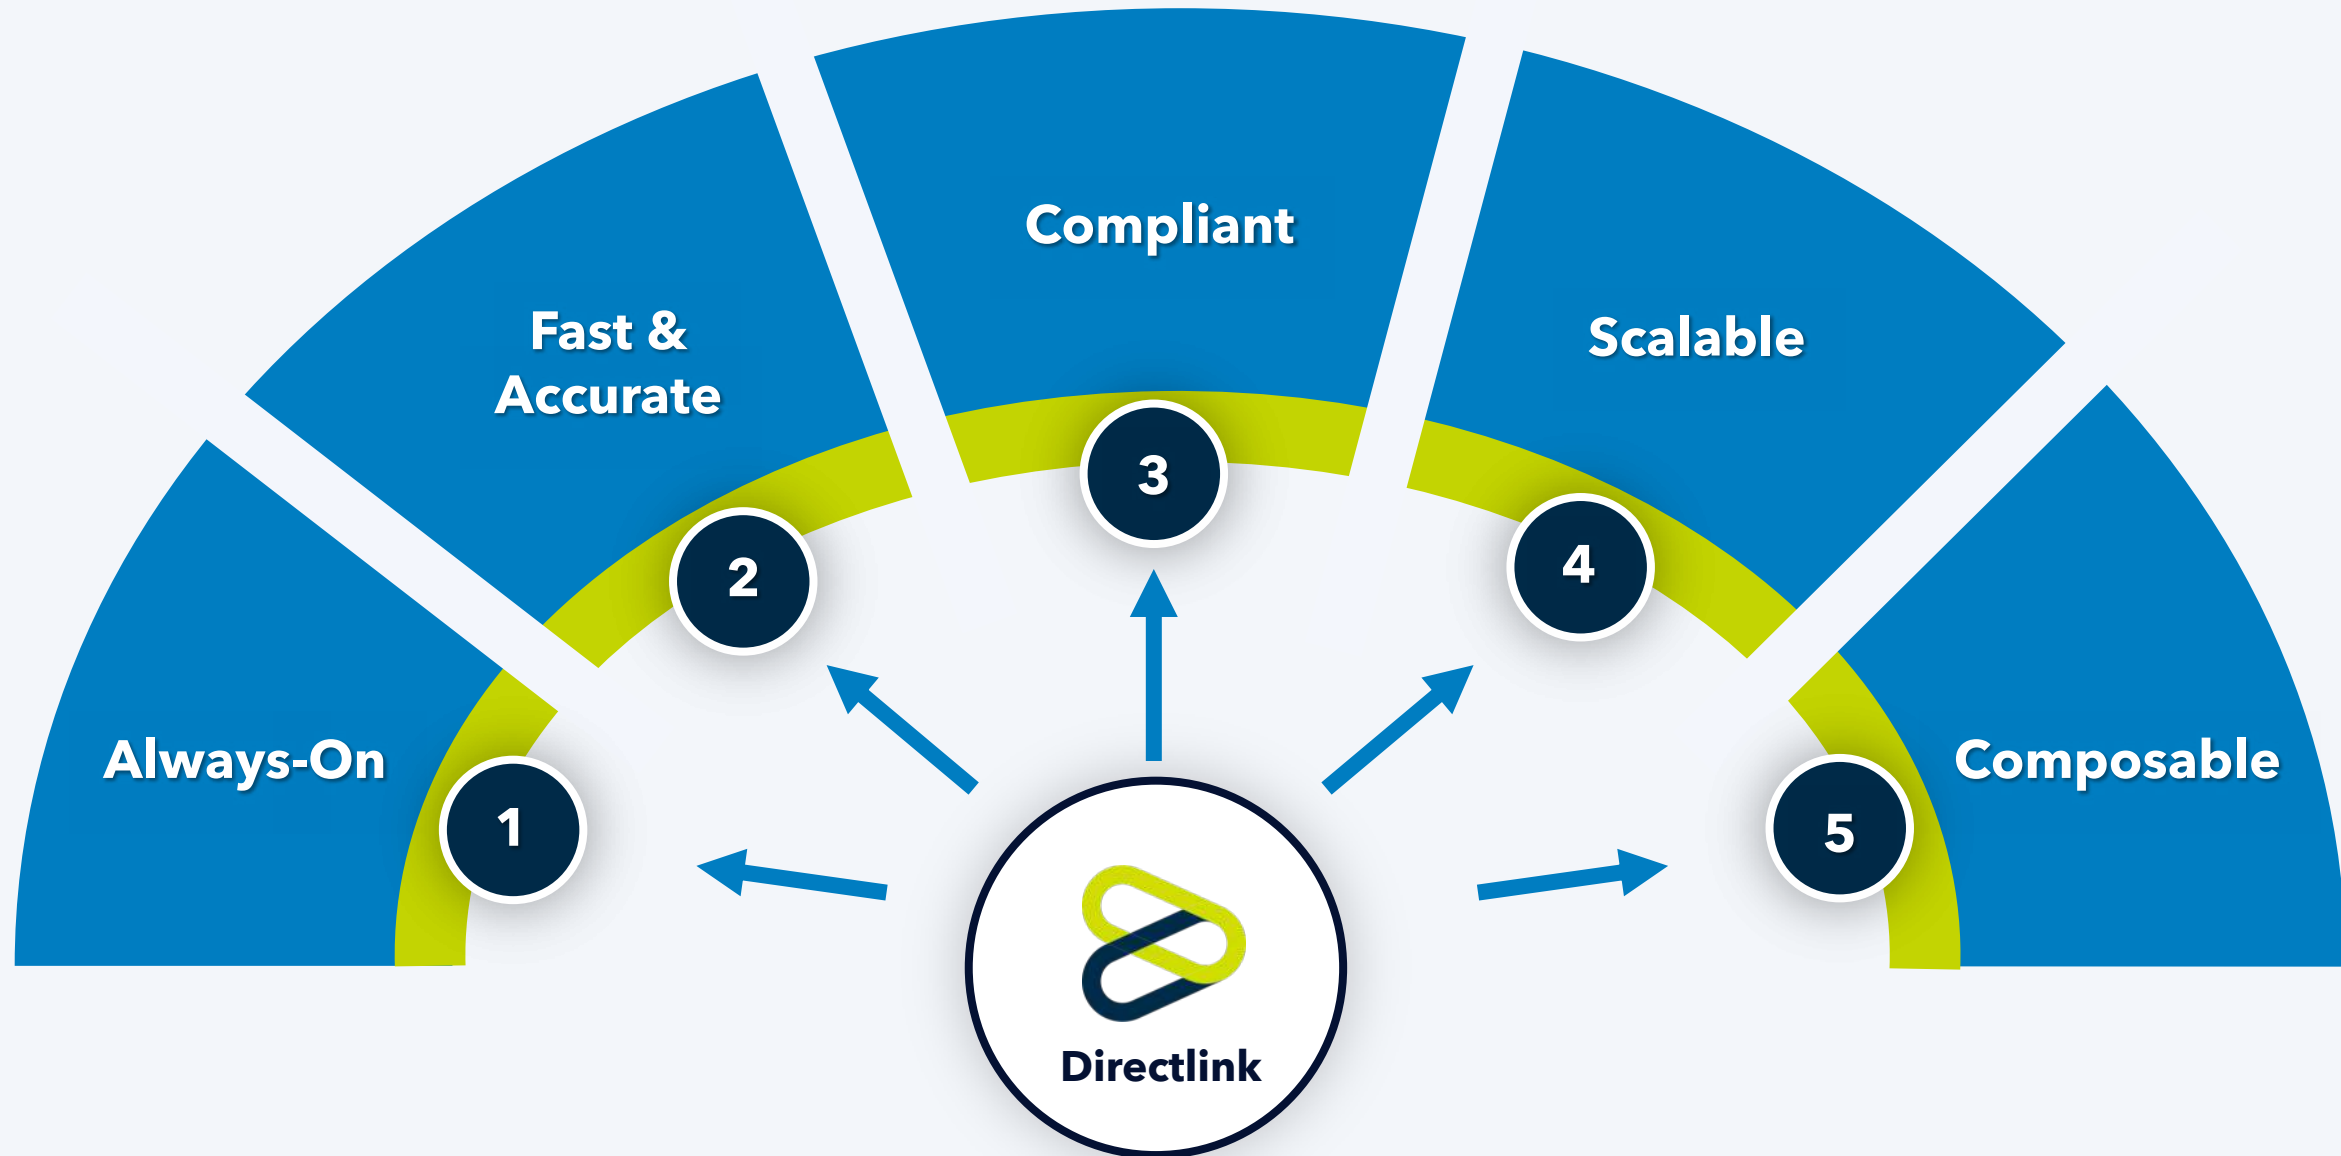 Always-On
1
Fast &
Accurate
2
Compliant
3
Scalable
4
Composable
5
Directlink